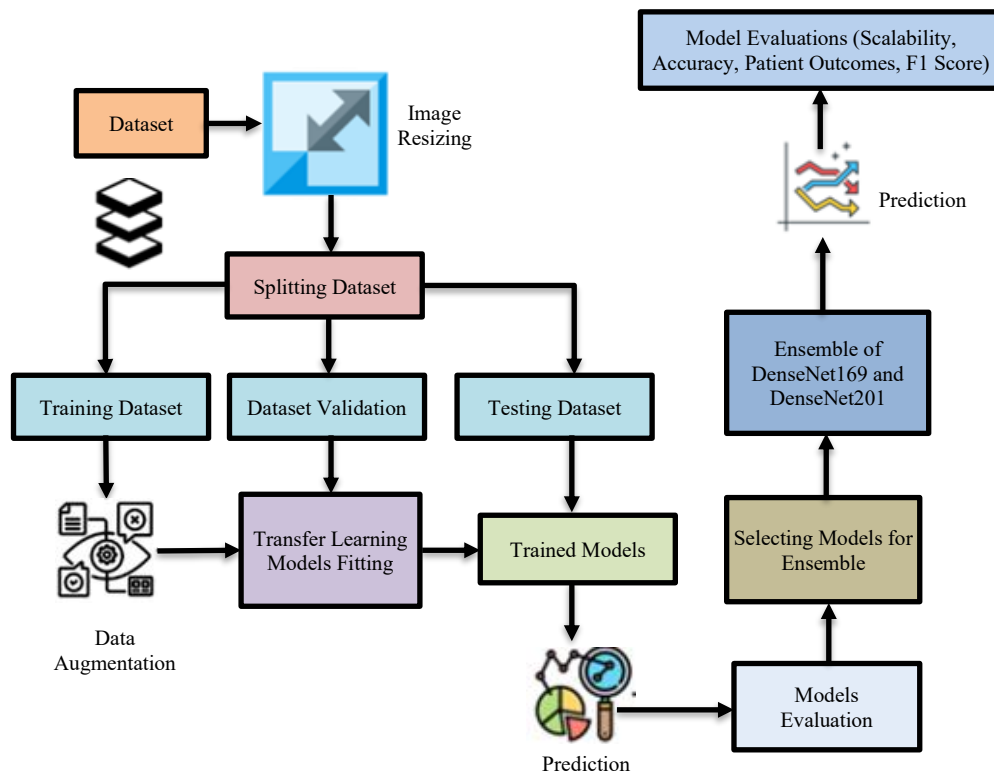 Model Evaluations (Scalability,
Accuracy, Patient Outcomes, F1 Score)
Dataset
Image
Resizing
Prediction
Splitting Dataset
Ensemble of
DenseNet169 and
DenseNet201
Training Dataset
Dataset Validation
Testing Dataset
Transfer Learning
Models Fitting
Trained Models
Selecting Models for
Ensemble
Data
Augmentation
Models
Evaluation
Prediction